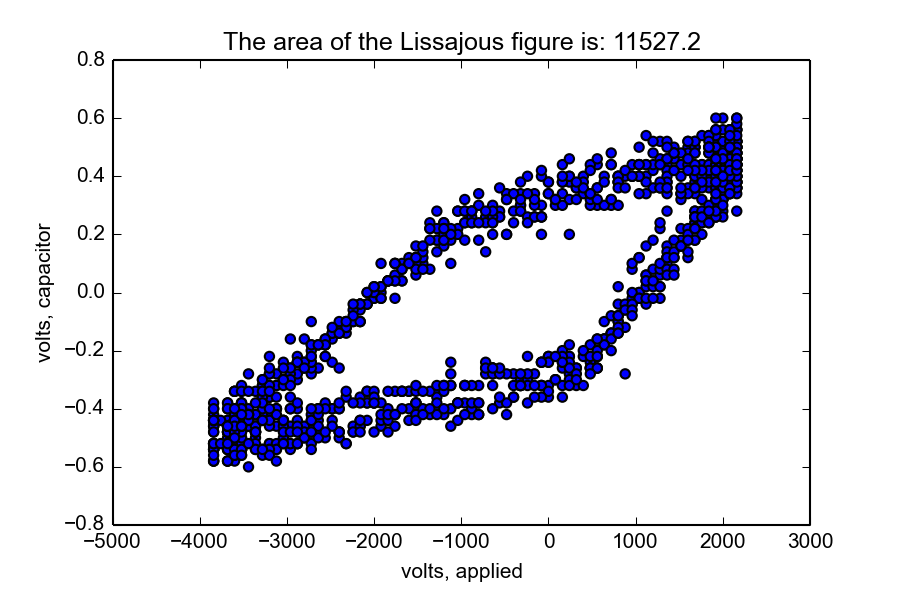 The area of the Lissajous figure is: 11527.2
0.8
0.6
0.4
0.2
0.0
−0.2
−0.4
−0.6
−0.8
volts, capacitor
−5000 −4000 −3000 −2000 −1000 0 1000 2000 3000
volts, applied